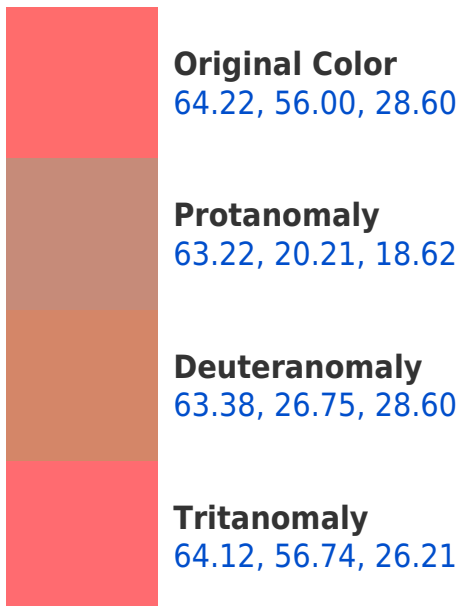 Original Color
64.22, 56.00, 28.60
Protanomaly
63.22, 20.21, 18.62
Deuteranomaly
63.38, 26.75, 28.60
Tritanomaly
64.12, 56.74, 26.21